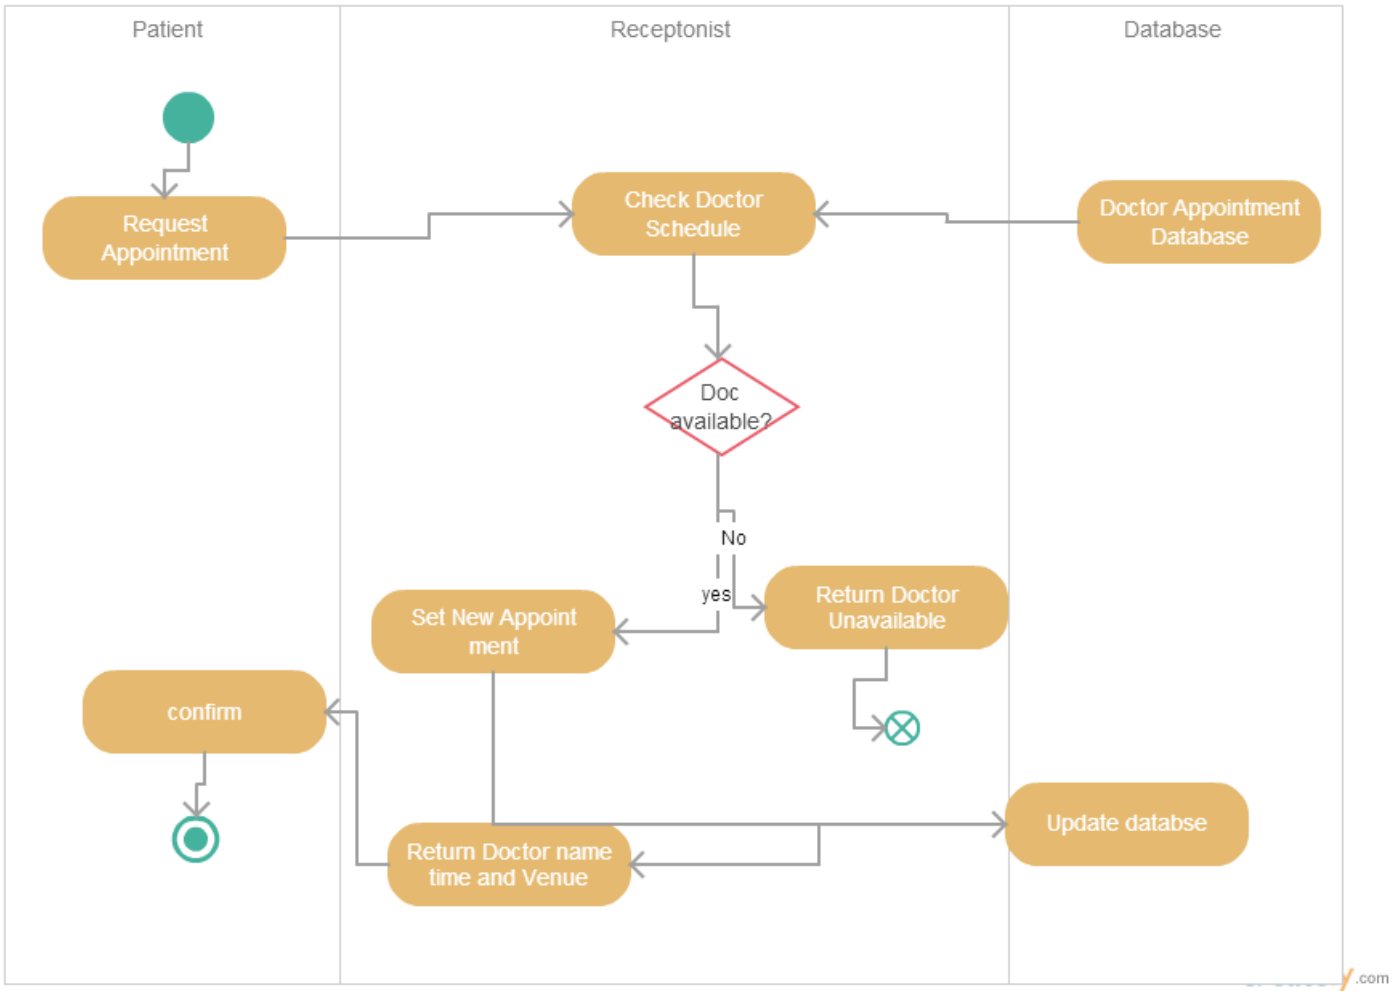 Patient
Receptonist
Database
Request
Appointment
Check Doctor
Schedule
Doctor Appointment
Database
Doc
available?
No
yes
Return Doctor
Unavailable
Set New Appoint
ment
confirm
Update databse
Return Doctor name
time and Venue
.com